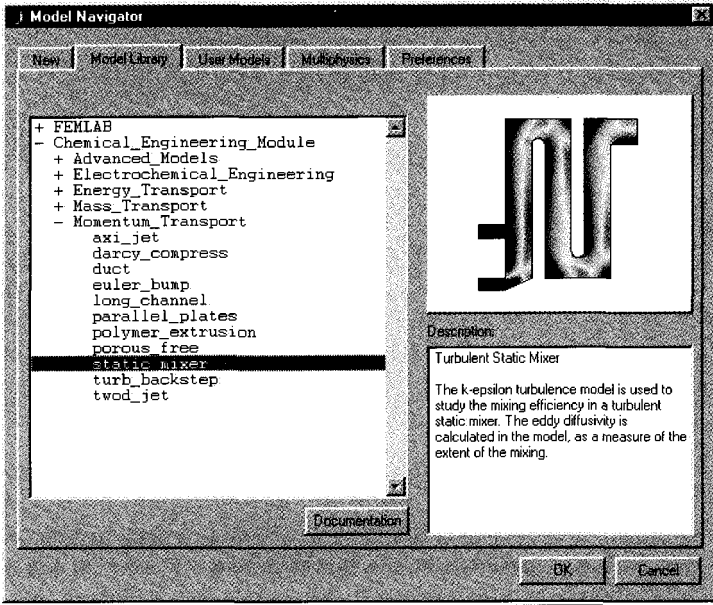 Model Navigator
New Model Library User Models Multiphysics Preferences
+ FEMLAB
- Chemical_Engineering_Module
+ Advanced_Models
+ Electrochemical_Engineering
+ Energy_Transport
+ Mass_Transport
- Momentum_Transport
axi_jet
darcy_compress
duct
euler_bump
long_channel
parallel_plates
polymer_extrusion
porous_free
static_mixer
turb_backstep
twod_jet
Documentation
Description:
Turbulent Static Mixer
The k-epsilon turbulence model is used to
study the mixing efficiency in a turbulent
static mixer. The eddy diffusivity is
calculated in the model, as a measure of the
extent of the mixing.
OK Cancel